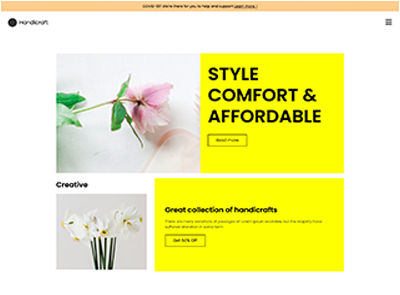 COVID-19? We're there for you to help and support Learn more !
Handicraft
STYLE
COMFORT &
AFFORDABLE
Read more
Creative
Great collection of handicrafts
There are many variations of passages of Lorem Ipsum available, but the majority have
suffered alteration in some form
Get 50% Off